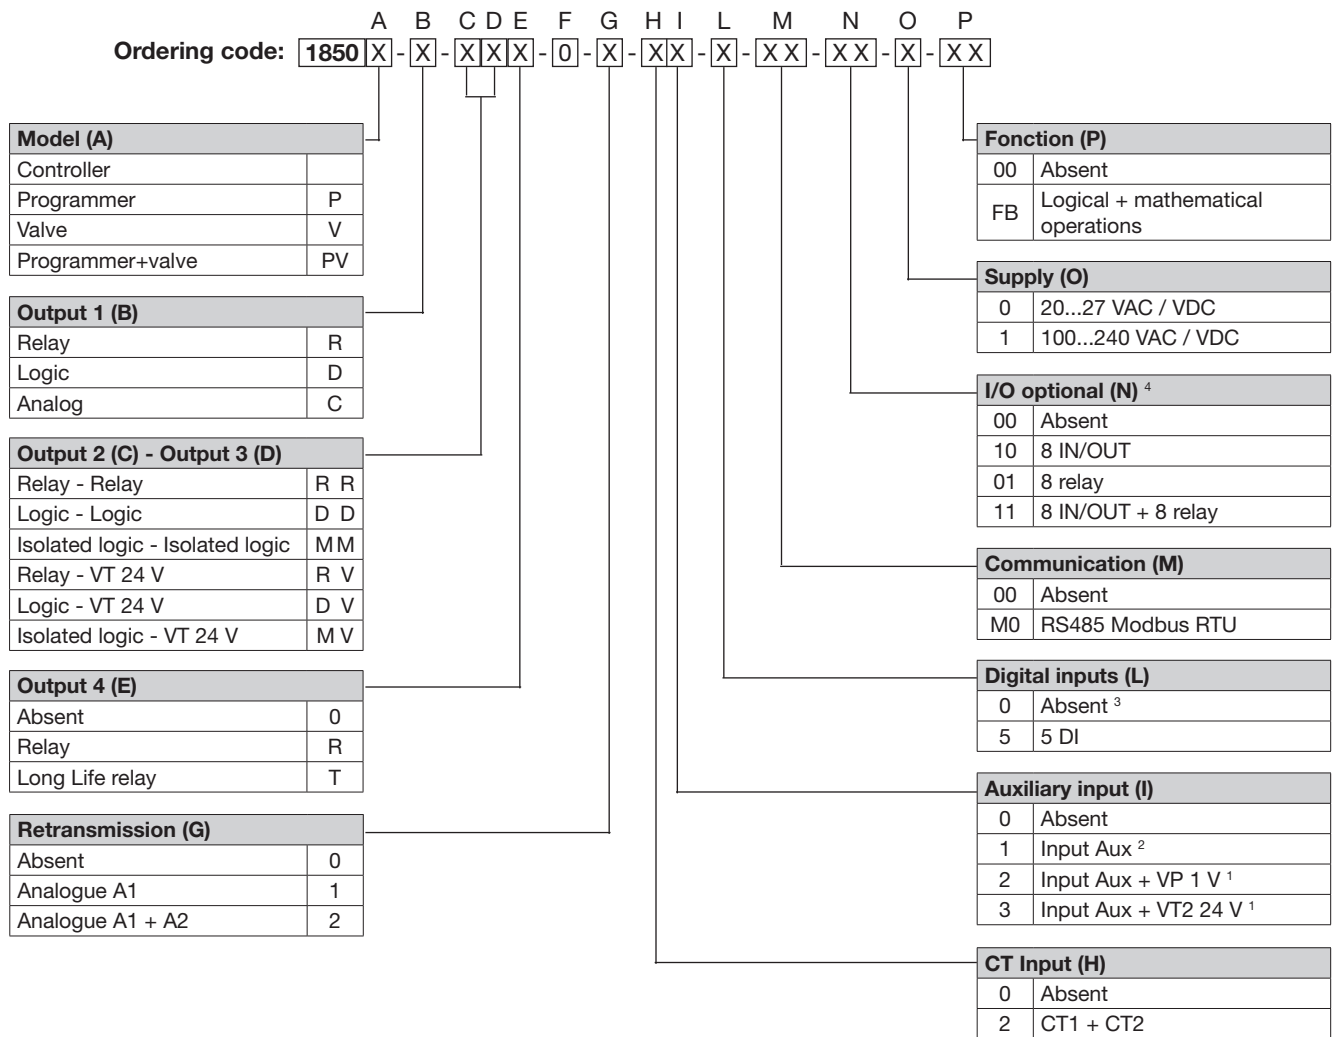 A B C D E F G H I L M N O P
Ordering code: 1850 X - X - X X X - 0 - X - X X - X - X X - X X - X - X X
Model (A)
Controller
Programmer P
Valve V
Programmer+valve PV
Output 1 (B)
Relay R
Logic D
Analog C
Output 2 (C) - Output 3 (D)
Relay - Relay R R
Logic - Logic D D
Isolated logic - Isolated logic M M
Relay - VT 24 V R V
Logic - VT 24 V D V
Isolated logic - VT 24 V M V
Output 4 (E)
Absent 0
Relay R
Long Life relay T
Retransmission (G)
Absent 0
Analogue A1 1
Analogue A1 + A2 2
Fonction (P)
00 Absent
FB Logical + mathematical
operations
Supply (O)
0 20...27 VAC / VDC
1 100...240 VAC / VDC
I/O optional (N) 4
00 Absent
10 8 IN/OUT
01 8 relay
11 8 IN/OUT + 8 relay
Communication (M)
00 Absent
M0 RS485 Modbus RTU
Digital inputs (L)
0 Absent 3
5 5 DI
Auxiliary input (I)
0 Absent
1 Input Aux 2
2 Input Aux + VP 1 V 1
3 Input Aux + VT2 24 V 1
CT Input (H)
0 Absent
2 CT1 + CT2